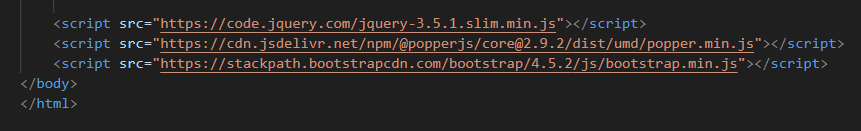 <script src="https://code.jquery.com/jquery-3.5.1.slim.min.js"></script>
<script src="https://cdn.jsdelivr.net/npm/@popperjs/core@2.9.2/dist/umd/popper.min.js"></script>
<script src="https://stackpath.bootstrapcdn.com/bootstrap/4.5.2/js/bootstrap.min.js"></script>
</body>
</html>